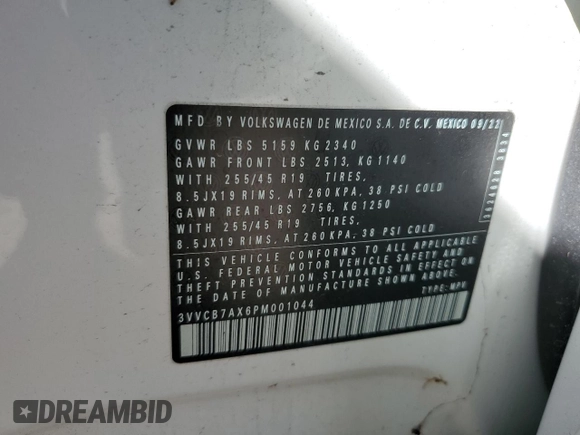 MFD BY VOLKSWAGEN DE MEXICO S.A. DE C.V. MEXICO 09/22
GVWR LBS 5159 KG 2340
GAWR FRONT LBS 2513, KG 1140
WITH 255/45 R19 TIRES.
8.5JX19 RIMS, AT 260 KPA, 38 PSI COLD
GAWR REAR LBS 2756, KG1250
WITH 255/45 R19 TIRES.
8.5JX19 RIMS, AT 260 KPA, 38 PSI COLD
THIS VEHICLE CONFORMS TO ALL APPLICABLE
U.S. FEDERAL MOTOR VEHICLE SAFETY AND
THEFT PREVENTION STANDARDS IN EFFECT ON
THE DATE OF MANUFACTURE SHOWN ABOVE.
3VVCB7AX6PM001044
TYPE: MPV
DREAMBID